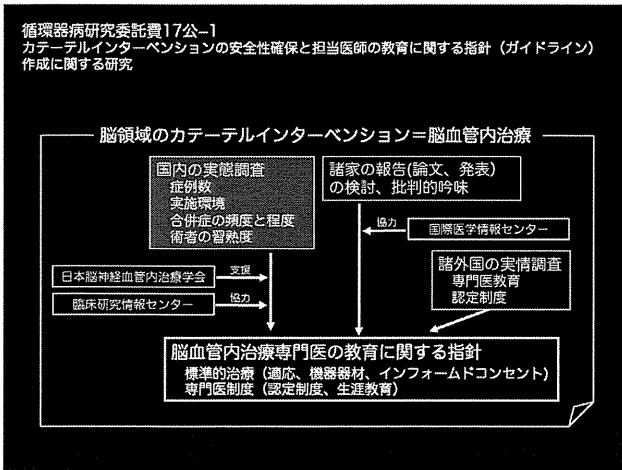 循環器病研究委託費17公-1
カテーテルインターベンションの安全性確保と担当医師の教育に関する指針（ガイドライン）
作成に関する研究
脳領域のカテーテルインターベンション＝脳血管内治療
国内の実態調査
症例数
実施環境
合併症の頻度と程度
術者の習熟度
諸家の報告(論文、発表)
の検討、批判的吟味
協力
国際医学情報センター
諸外国の実情調査
専門医教育
認定制度
日本脳神経血管内治療学会
支援
臨床研究情報センター
協力
脳血管内治療専門医の教育に関する指針
標準的治療（適応、機器器材、インフォームドコンセント）
専門医制度（認定制度、生涯教育）